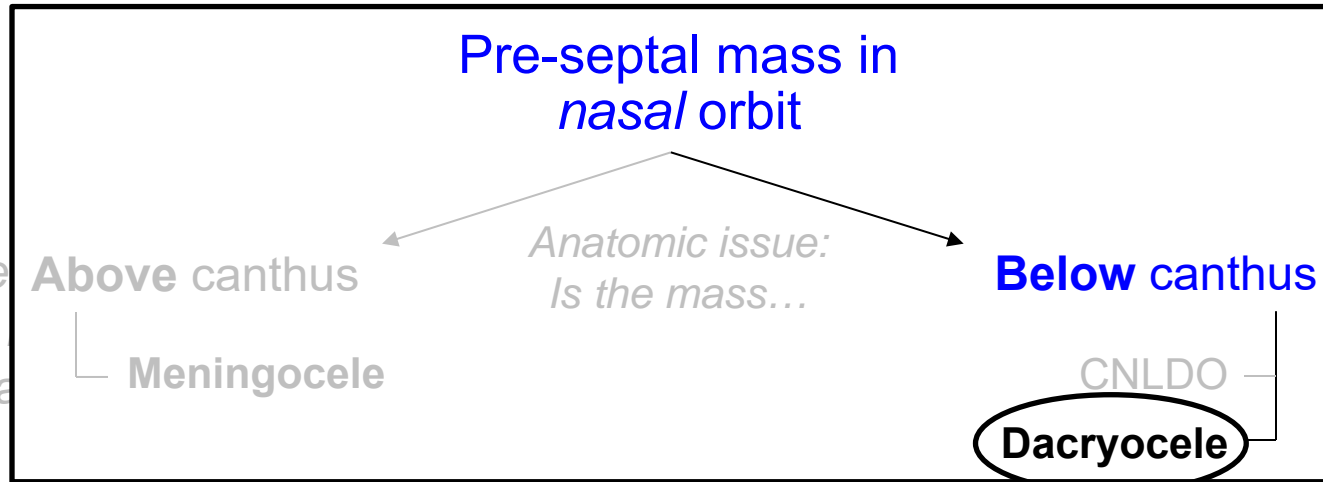 Pre-septal mass in
nasal orbit
Anatomic issue:
Is the mass…
Above canthus
Below canthus
Meningocele
CNLDO
Dacryocele